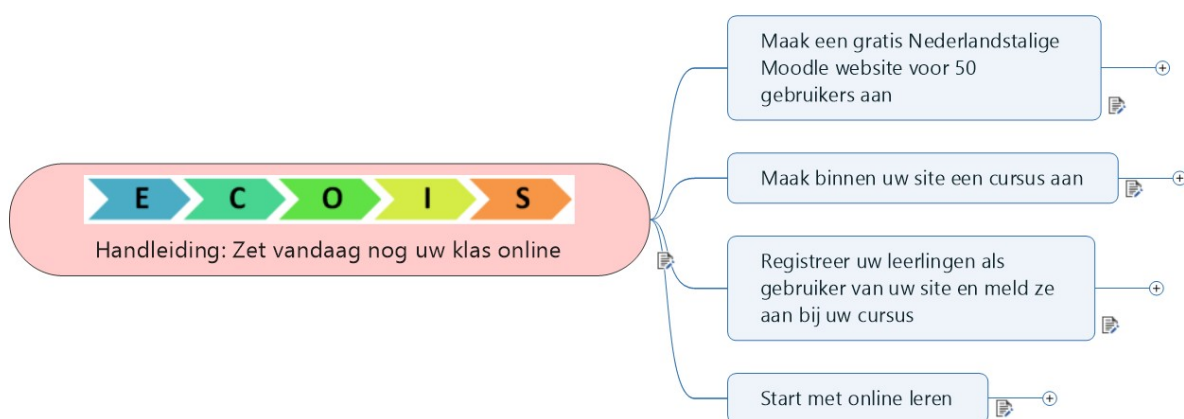 E C O I S
Handleiding: Zet vandaag nog uw klas online
Maak een gratis Nederlandstalige
Moodle website voor 50
gebruikers aan
Maak binnen uw site een cursus aan
Registreer uw leerlingen als
gebruiker van uw site en meld ze
aan bij uw cursus
Start met online leren